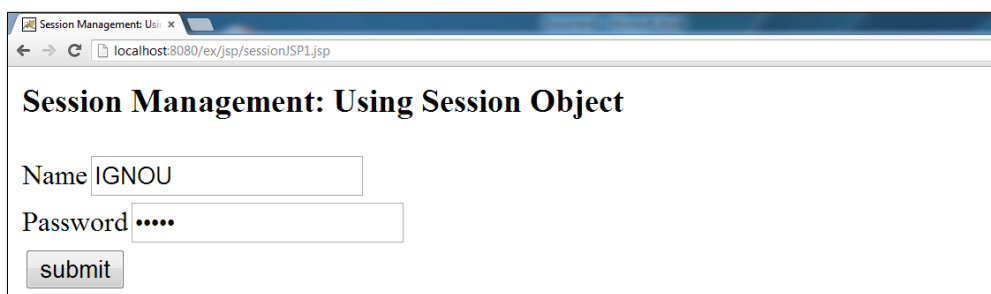 Session Management: Usi
localhost:8080/ex/jsp/sessionJSP1.jsp
Session Management: Using Session Object
Name IGNOU
Password •••••
submit